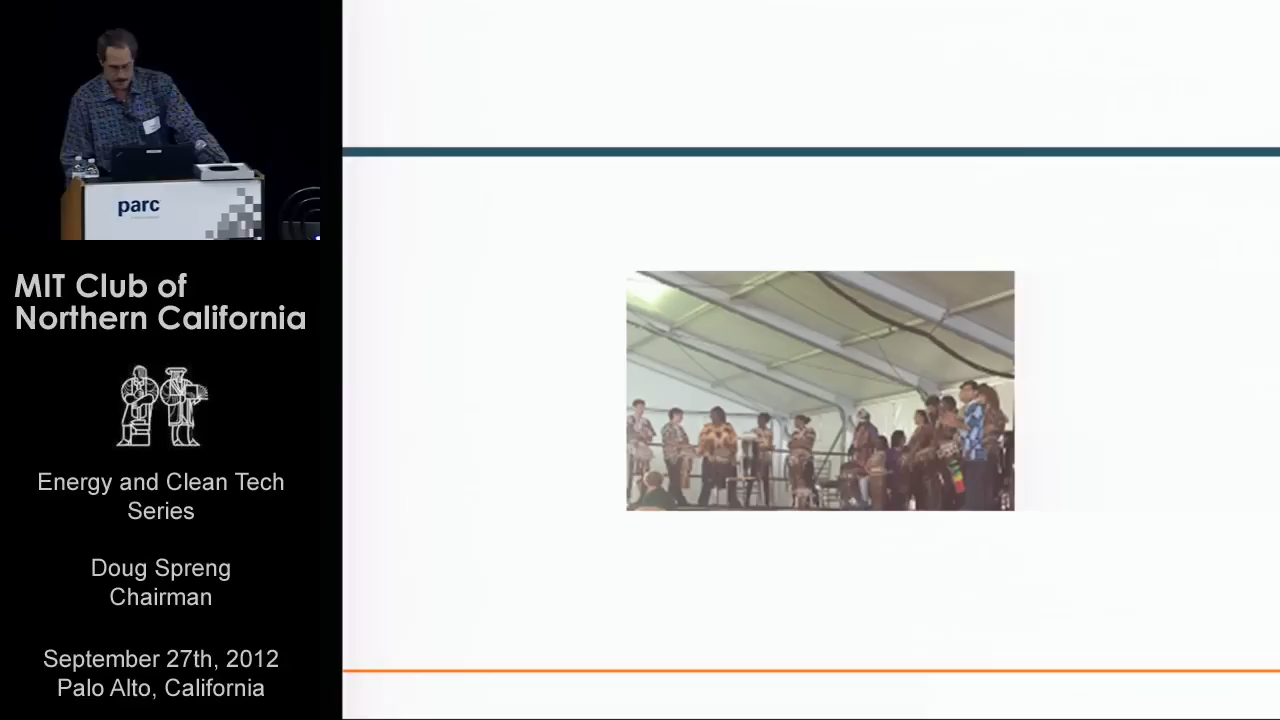 parc
MIT Club of
Northern California
Energy and Clean Tech
Series
Doug Spreng
Chairman
September 27th, 2012
Palo Alto, California